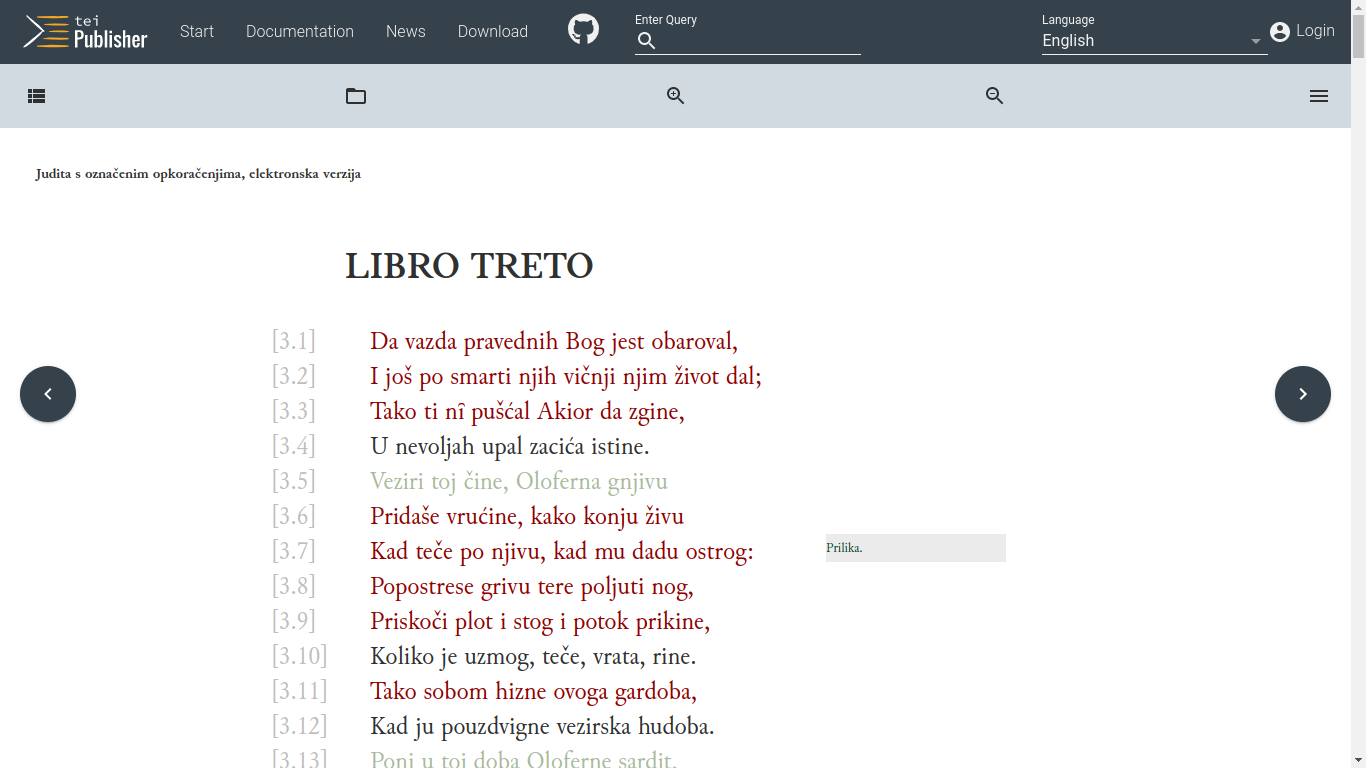 tei
Publisher
Start
Documentation
News
Download
Enter Query
Language
English
Login
Judita s označenim opkoračenjima, elektronska verzija
LIBRO TRETO
[3.1] Da vazda pravednih Bog jest obaroval,
[3.2] I još po smarti njih vičnji njim život dal;
[3.3] Tako ti nȋ pušćal Akior da zgine,
[3.4] U nevoljah upal zacića istine.
[3.5] Veziri toj čine, Oloferna gnjivu
[3.6] Pridaše vrućine, kako konju živu
[3.7] Kad teče po njivu, kad mu dadu ostrog:
Prilika.
[3.8] Popostrese grivu tere poljuti nog,
[3.9] Priskoči plot i stog i potok prikine,
[3.10] Koliko je uzmog, teče, vrata, rine.
[3.11] Tako sobom hizne ovoga gardoba,
[3.12] Kad ju pouzdvigne vezirska hudoba.
[3.13] Poni u toj doba Oloferne sardit,